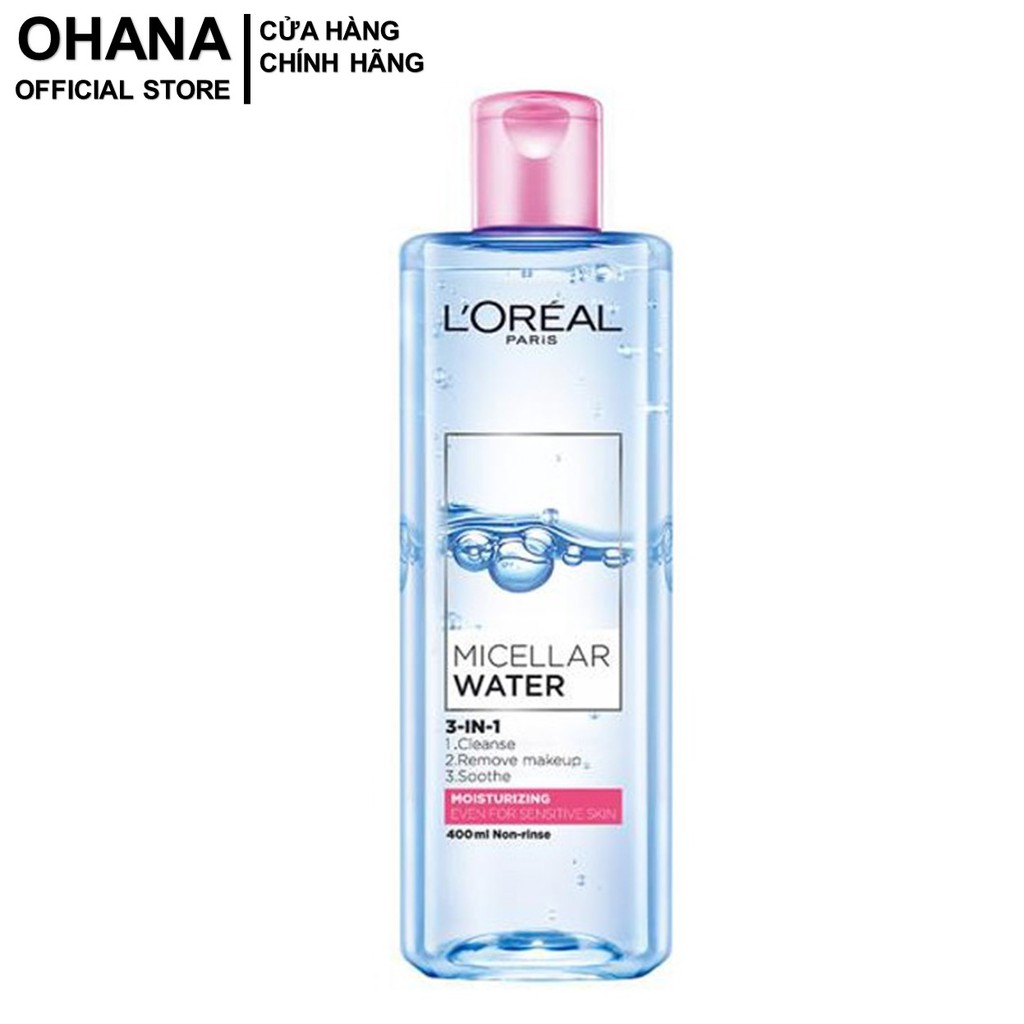 OHANA
OFFICIAL STORE
CỬA HÀNG
CHÍNH HÃNG
L'ORÉAL
PARiS
MICELLAR
WATER
3-IN-1
1.Cleanse
2.Remove makeup
3.Soothe
MOISTURIZING
EVEN FOR SENSITIVE SKIN
400ml Non-rinse